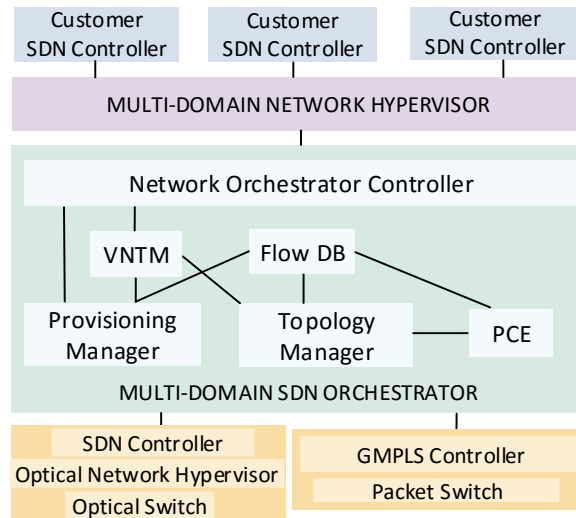 Customer
SDN Controller
Customer
SDN Controller
Customer
SDN Controller
MULTI-DOMAIN NETWORK HYPERVISOR
Network Orchestrator Controller
VNTM
Flow DB
Provisioning
Manager
Topology
Manager
PCE
MULTI-DOMAIN SDN ORCHESTRATOR
SDN Controller
Optical Network Hypervisor
Optical Switch
GMPLS Controller
Packet Switch